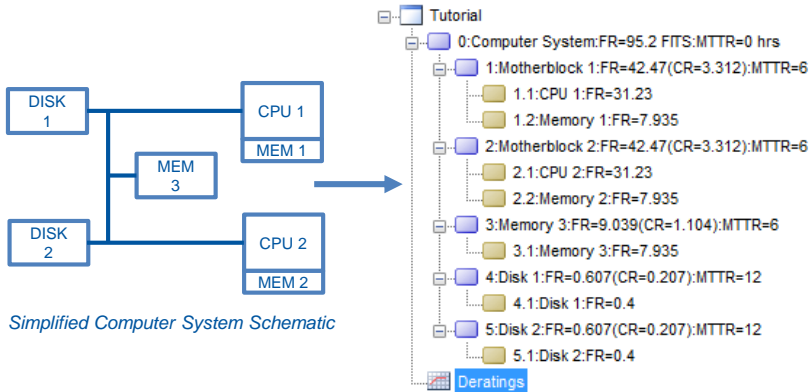 DISK
1
CPU 1
MEM 1
MEM
3
DISK
2
CPU 2
MEM 2
Simplified Computer System Schematic
Tutorial
0:Computer System:FR=95.2 FITS:MTTR=0 hrs
1:Motherblock 1:FR=42.47(CR=3.312):MTTR=6
1.1:CPU 1:FR=31.23
1.2:Memory 1:FR=7.935
2:Motherblock 2:FR=42.47(CR=3.312):MTTR=6
2.1:CPU 2:FR=31.23
2.2:Memory 2:FR=7.935
3:Memory 3:FR=9.039(CR=1.104):MTTR=6
3.1:Memory 3:FR=7.935
4:Disk 1:FR=0.607(CR=0.207):MTTR=12
4.1:Disk 1:FR=0.4
5:Disk 2:FR=0.607(CR=0.207):MTTR=12
5.1:Disk 2:FR=0.4
Deratings